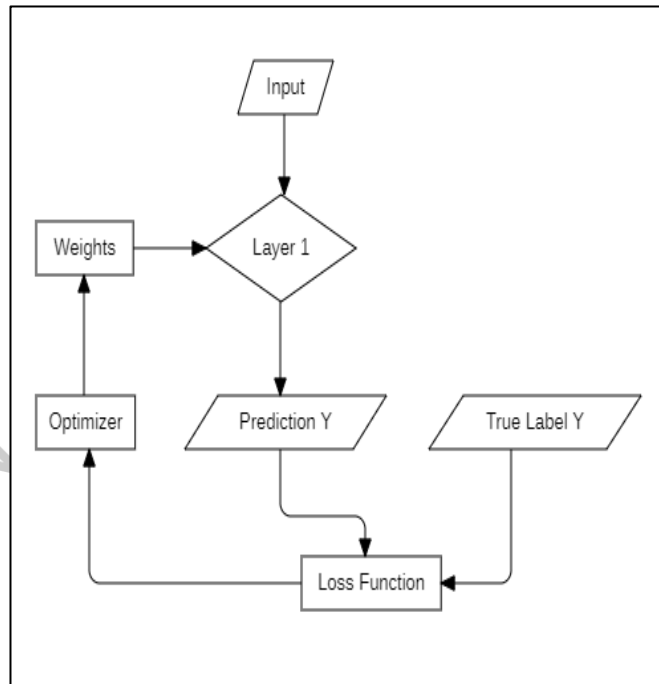 Input
Weights
Layer 1
Optimizer
Prediction Y
True Label Y
Loss Function